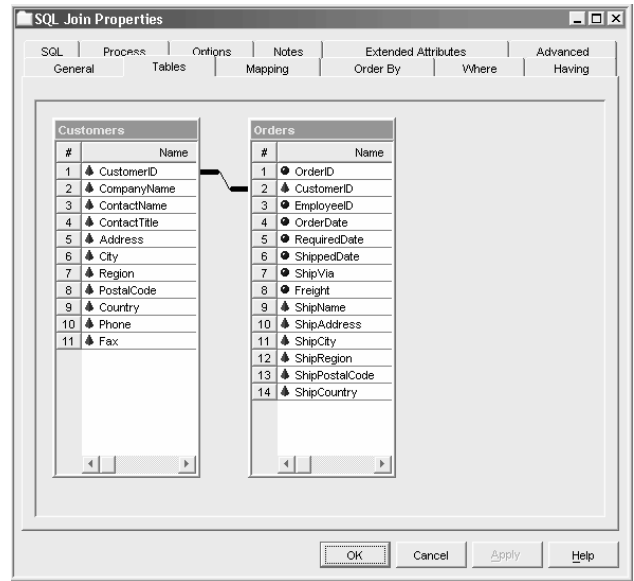 SQL Join Properties
SQL Process Options Notes Extended Attributes Advanced
General Tables Mapping Order By Where Having
Customers
# Name
1 CustomerID
2 CompanyName
3 ContactName
4 ContactTitle
5 Address
6 City
7 Region
8 PostalCode
9 Country
10 Phone
11 Fax
Orders
# Name
1 OrderID
2 CustomerID
3 EmployeeID
4 OrderDate
5 RequiredDate
6 ShippedDate
7 ShipVia
8 Freight
9 ShipName
10 ShipAddress
11 ShipCity
12 ShipRegion
13 ShipPostalCode
14 ShipCountry
OK Cancel Apply Help